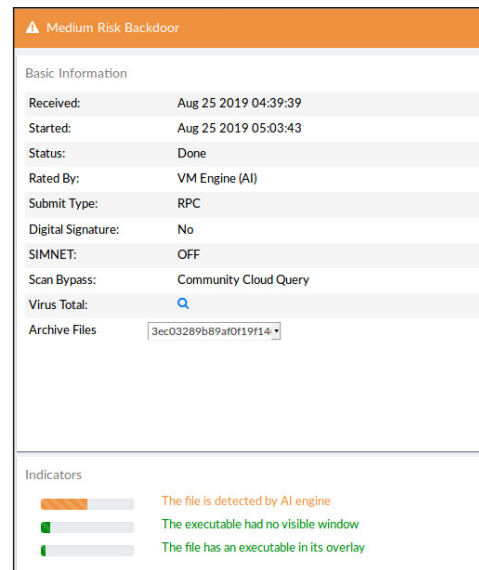 Medium Risk Backdoor
Basic Information
Received: Aug 25 2019 04:39:39
Started: Aug 25 2019 05:03:43
Status: Done
Rated By: VM Engine (AI)
Submit Type: RPC
Digital Signature: No
SIMNET: OFF
Scan Bypass: Community Cloud Query
Virus Total:
Archive Files 3ec03289b89af0f19f14
Indicators
The file is detected by AI engine
The executable had no visible window
The file has an executable in its overlay